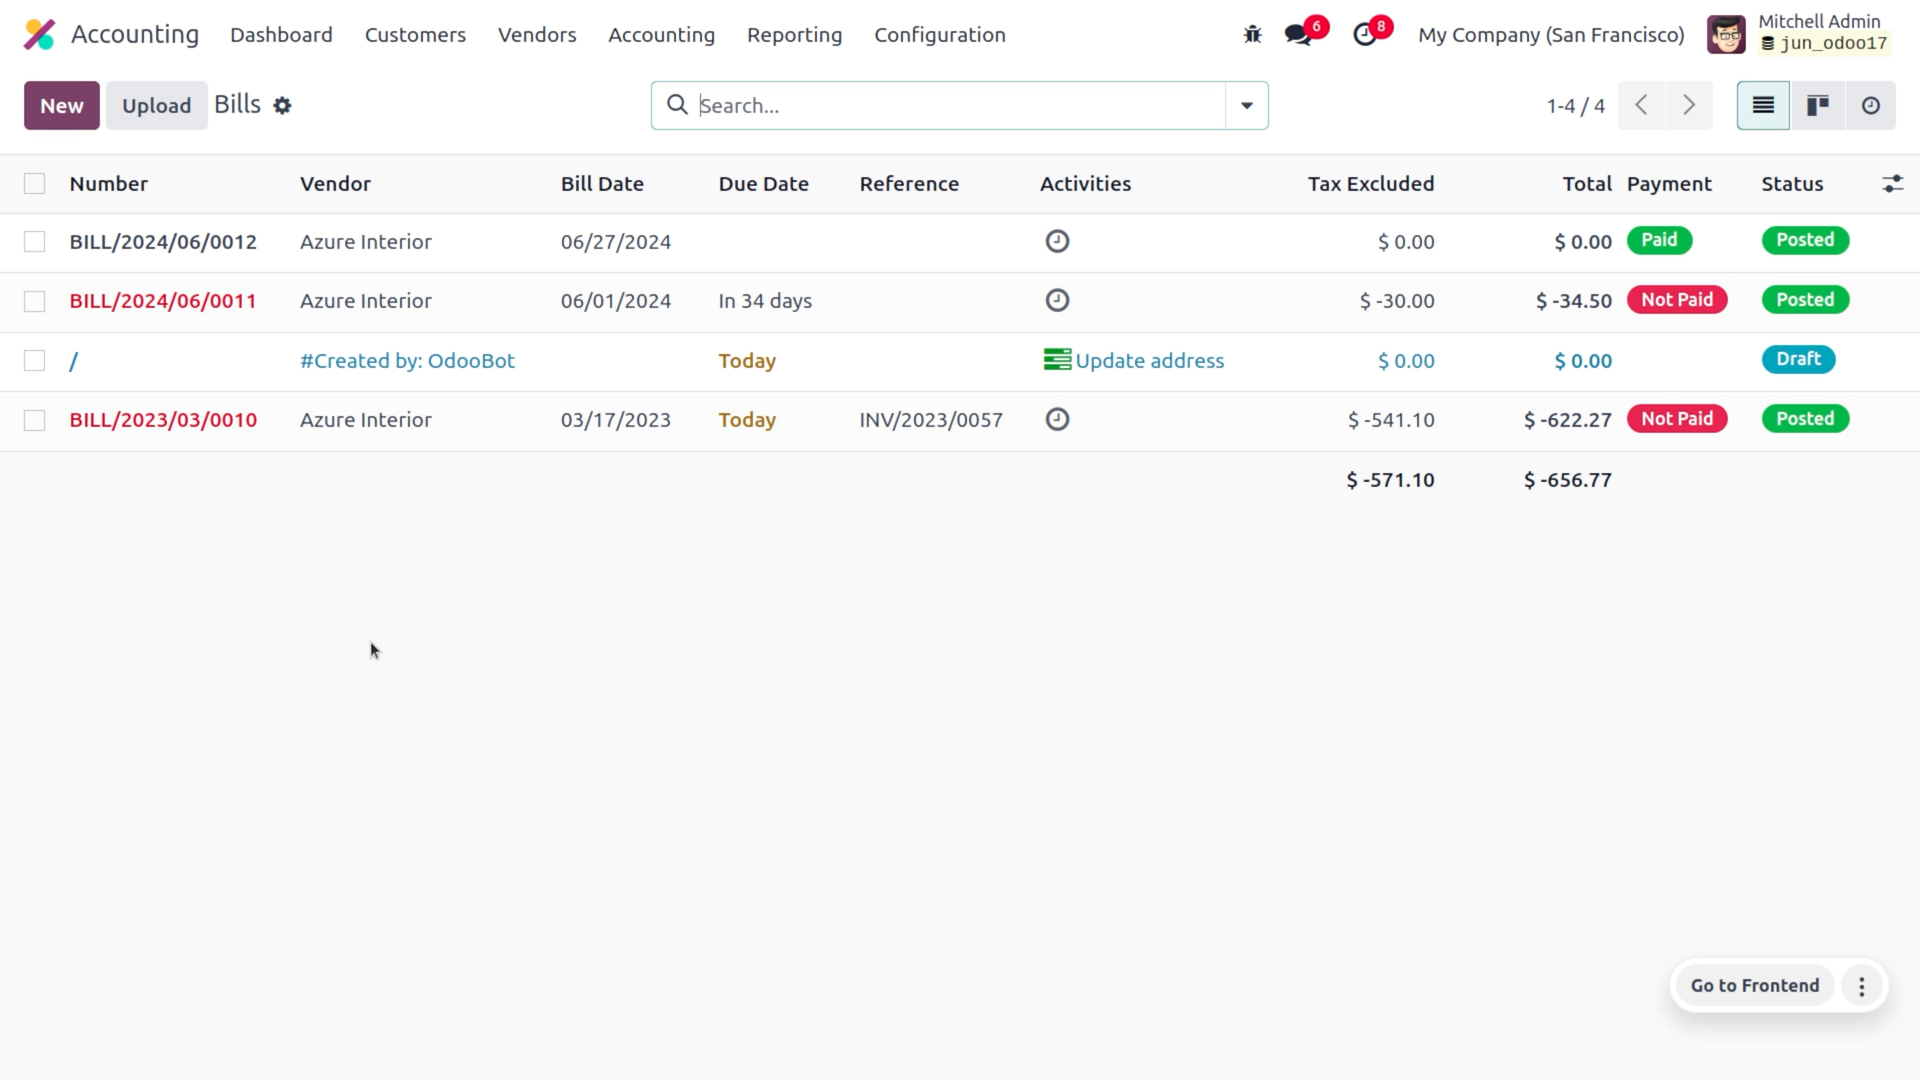 Accounting Dashboard Customers Vendors Accounting Reporting Configuration 6 8 My Company (San Francisco) Mitchell Admin
jun_odoo17
New Upload Bills Search... 1-4 / 4
Number Vendor Bill Date Due Date Reference Activities Tax Excluded Total Payment Status
BILL/2024/06/0012 Azure Interior 06/27/2024 $ 0.00 $ 0.00 Paid Posted
BILL/2024/06/0011 Azure Interior 06/01/2024 In 34 days $ -30.00 $ -34.50 Not Paid Posted
/ #Created by: OdooBot Today Update address $ 0.00 $ 0.00 Draft
BILL/2023/03/0010 Azure Interior 03/17/2023 Today INV/2023/0057 $ -541.10 $ -622.27 Not Paid Posted
$ -571.10 $ -656.77
Go to Frontend